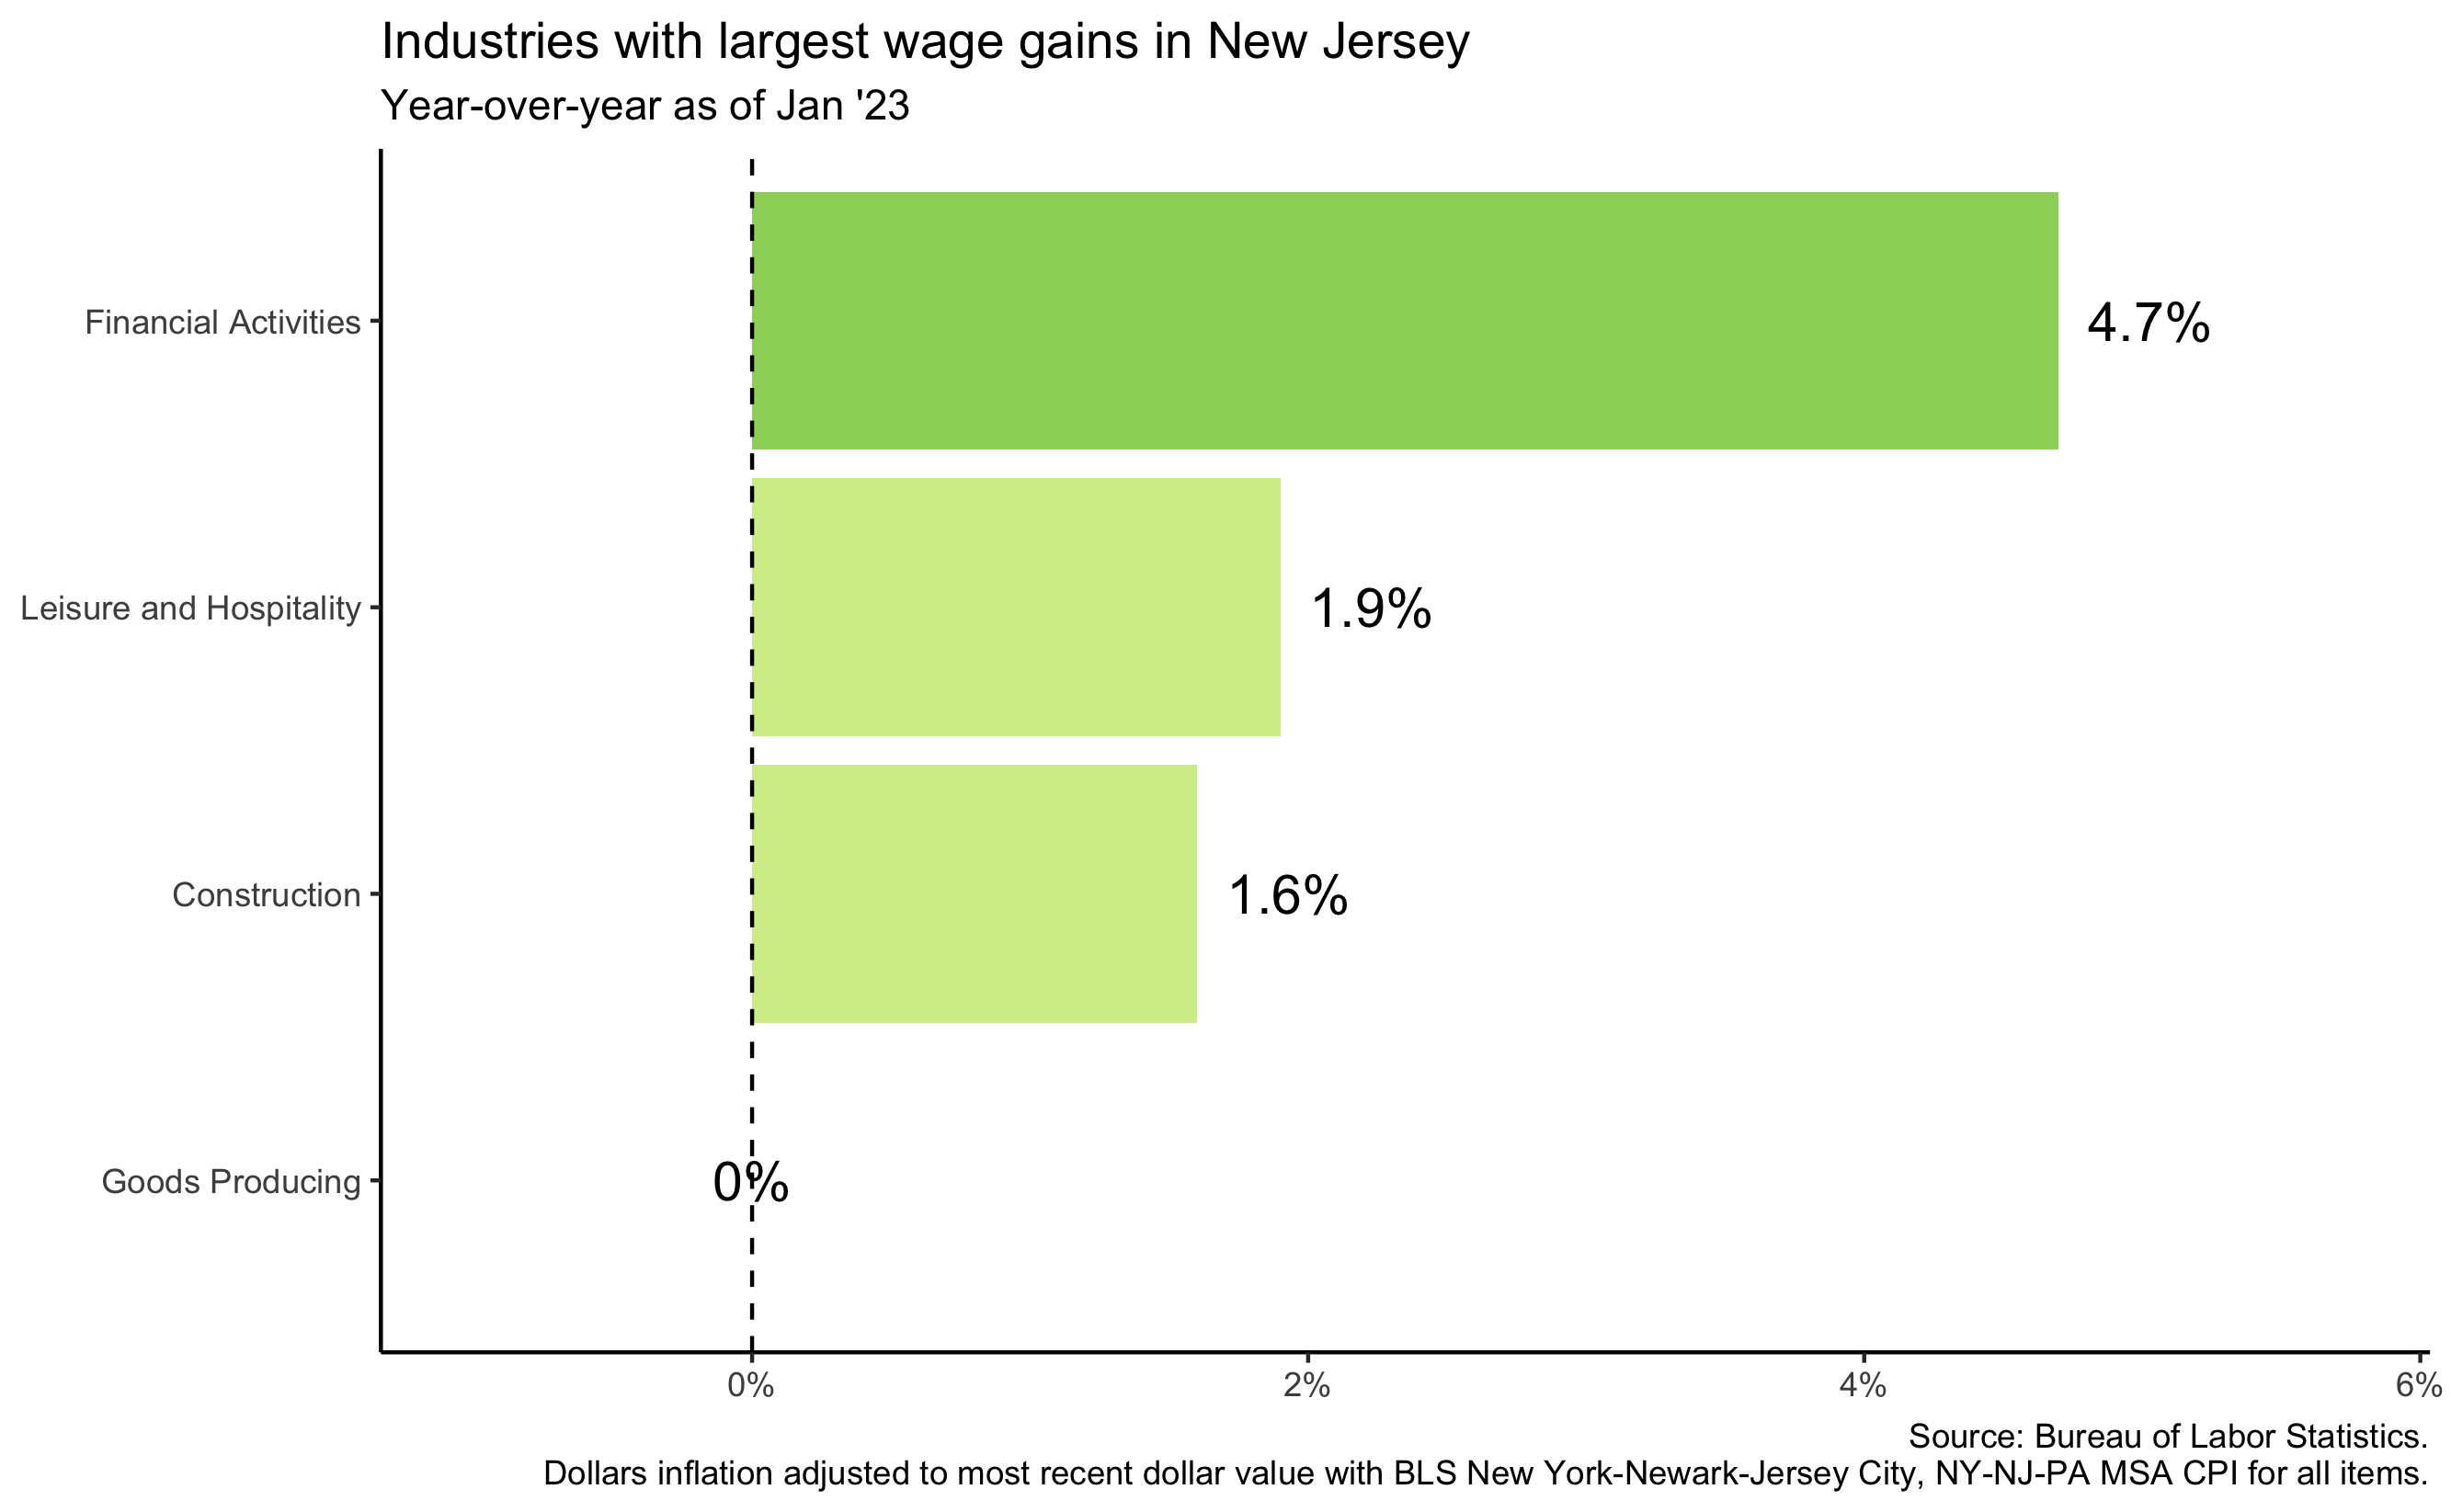 Industries with largest wage gains in New Jersey
Year-over-year as of Jan '23
Financial Activities
4.7%
Leisure and Hospitality
1.9%
Construction
1.6%
Goods Producing
0%
0%
2%
4%
6%
Source: Bureau of Labor Statistics.
Dollars inflation adjusted to most recent dollar value with BLS New York-Newark-Jersey City, NY-NJ-PA MSA CPI for all items.